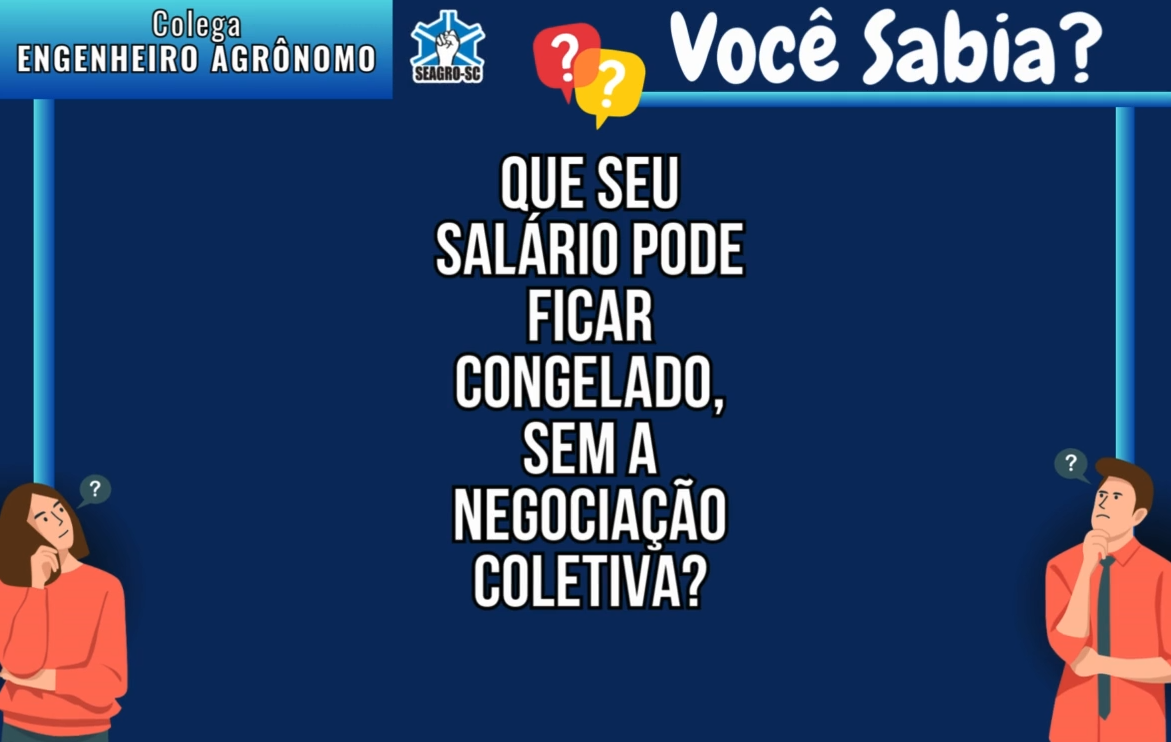 Colega
ENGENHEIRO AGRÔNOMO
SEAGRO-SC
? ?
Você Sabia?
QUE SEU
SALÁRIO PODE
FICAR
CONGELADO,
SEM A
NEGOCIAÇÃO
COLETIVA?
?
?